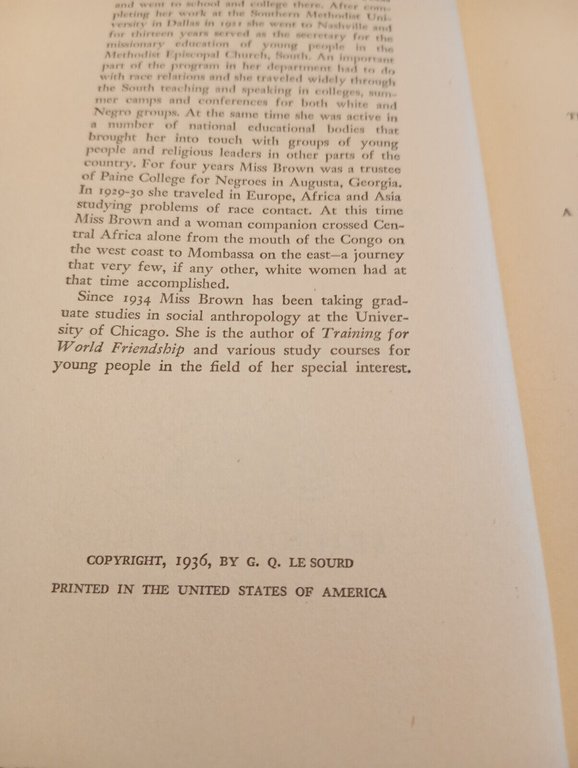 and went to school and college there. After com-
pleting her work at the Southern Methodist Uni-
versity in Dallas in 1921 she went to Nashville and
for thirteen years served as the secretary for the
missionary education of young people in the
Methodist Episcopal Church, South. An important
part of the program in her department had to do
with race relations and she traveled widely through
the South teaching and speaking in colleges, sum-
mer camps and conferences for both white and
Negro groups. At the same time she was active in
a number of national educational bodies that
brought her into touch with groups of young
people and religious leaders in other parts of the
country. For four years Miss Brown was a trustee
of Paine College for Negroes in Augusta, Georgia.
In 1929-30 she traveled in Europe, Africa and Asia
studying problems of race contact. At this time
Miss Brown and a woman companion crossed Cen-
tral Africa alone from the mouth of the Congo on
the west coast to Mombassa on the east—a journey
that very few, if any other, white women had at
that time accomplished.
Since 1934 Miss Brown has been taking grad-
uate studies in social anthropology at the Univer-
sity of Chicago. She is the author of Training for
World Friendship and various study courses for
young people in the field of her special interest.
COPYRIGHT, 1936, BY G. Q. LE SOURD
PRINTED IN THE UNITED STATES OF AMERICA
A